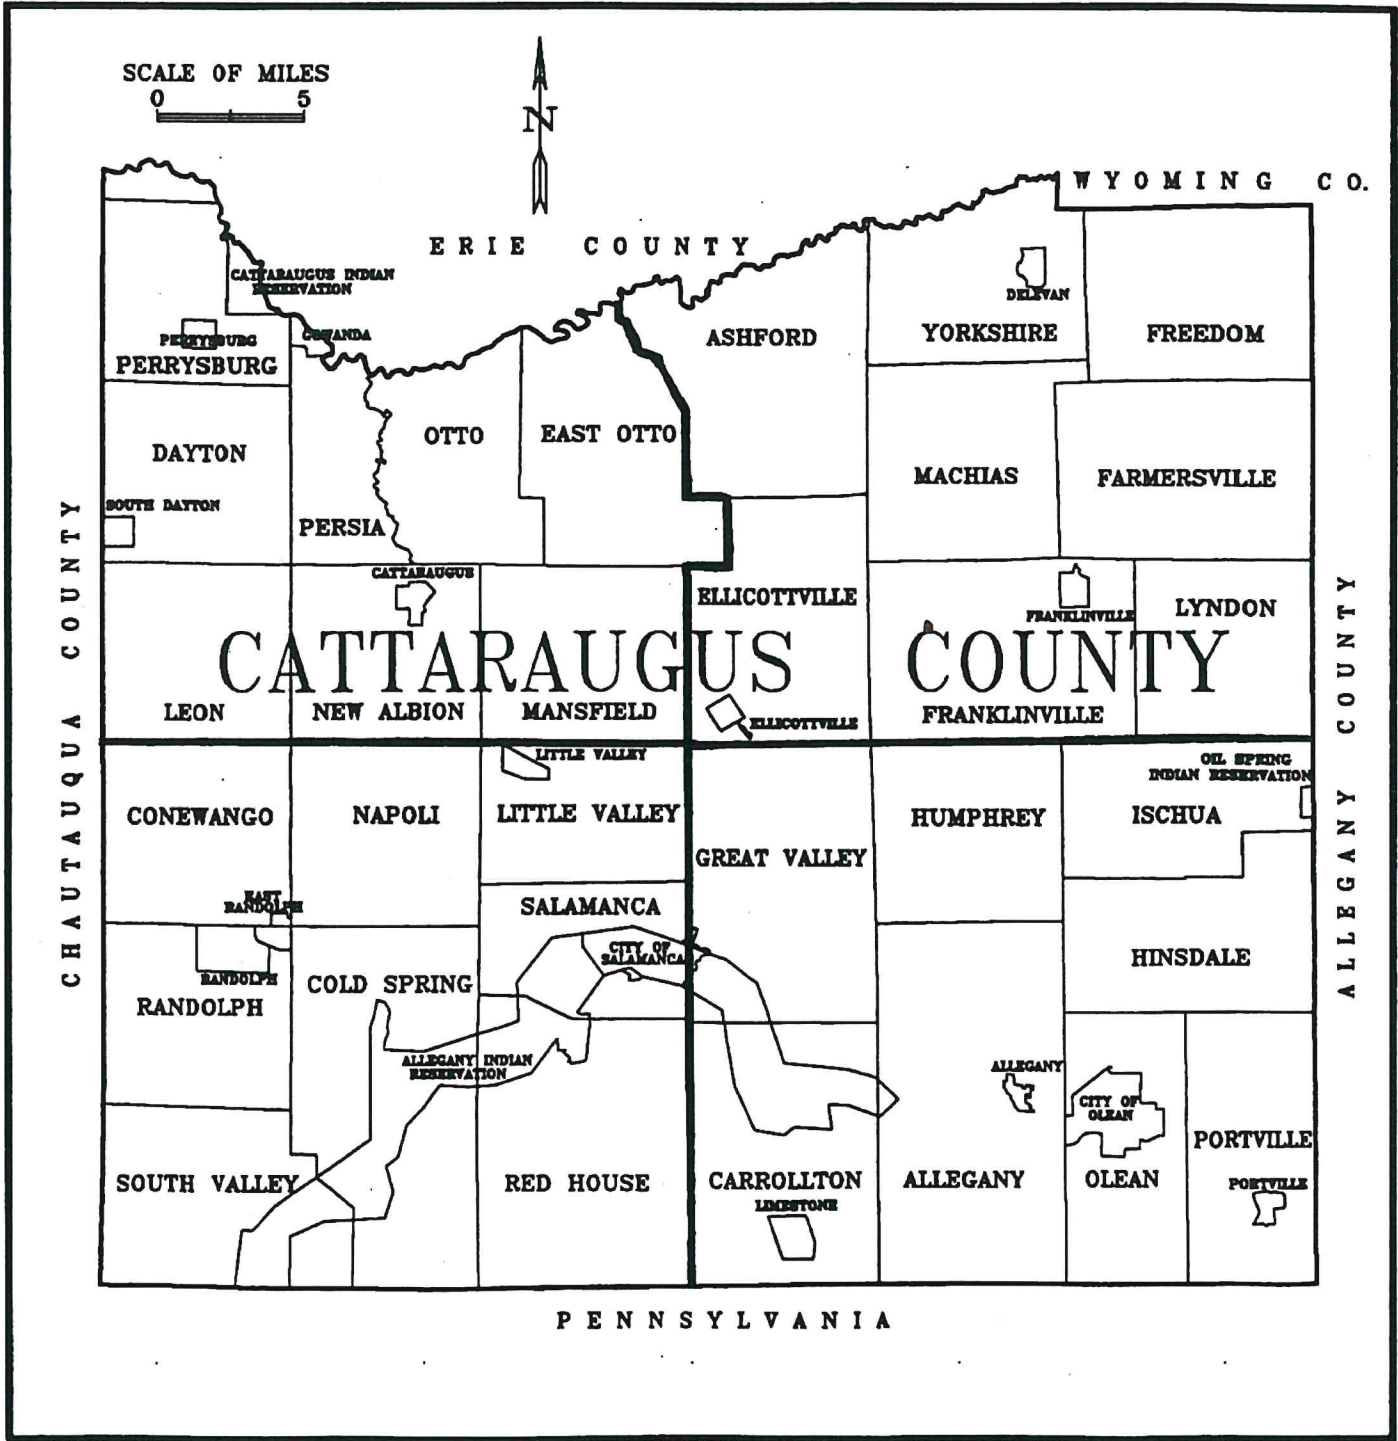 SCALE OF MILES
0 5
N
WYOMING CO.
ERIE COUNTY
CATTARAUGUS INDIAN
RESERVATION
DELEVAN
PERRYSBURG
GOWANDA
ASHFORD
YORKSHIRE
FREEDOM
PERRYSBURG
DAYTON
OTTO
EAST OTTO
MACHIAS
FARMERSVILLE
SOUTH DAYTON
PERSIA
CHAUTAUQUA COUNTY
CATTARAUGUS
ELLICOTTVILLE
FRANKLINVILLE
LYNDON
ALLEGANY COUNTY
CATTARAUGUS COUNTY
LEON
NEW ALBION
MANSFIELD
ELLICOTTVILLE
FRANKLINVILLE
LITTLE VALLEY
OIL SPRING
INDIAN RESERVATION
CONEWANGO
NAPOLI
LITTLE VALLEY
HUMPHREY
ISCHUA
GREAT VALLEY
EAST
RANDOLPH
SALAMANCA
CITY OF
SALAMANCA
HINSDALE
RANDOLPH
COLD SPRING
RANDOLPH
ALLEGANY INDIAN
RESERVATION
ALLEGANY
CITY OF
OLEAN
PORTVILLE
SOUTH VALLEY
RED HOUSE
CARROLLTON
ALLEGANY
OLEAN
PORTVILLE
LIMESTONE
PENNSYLVANIA